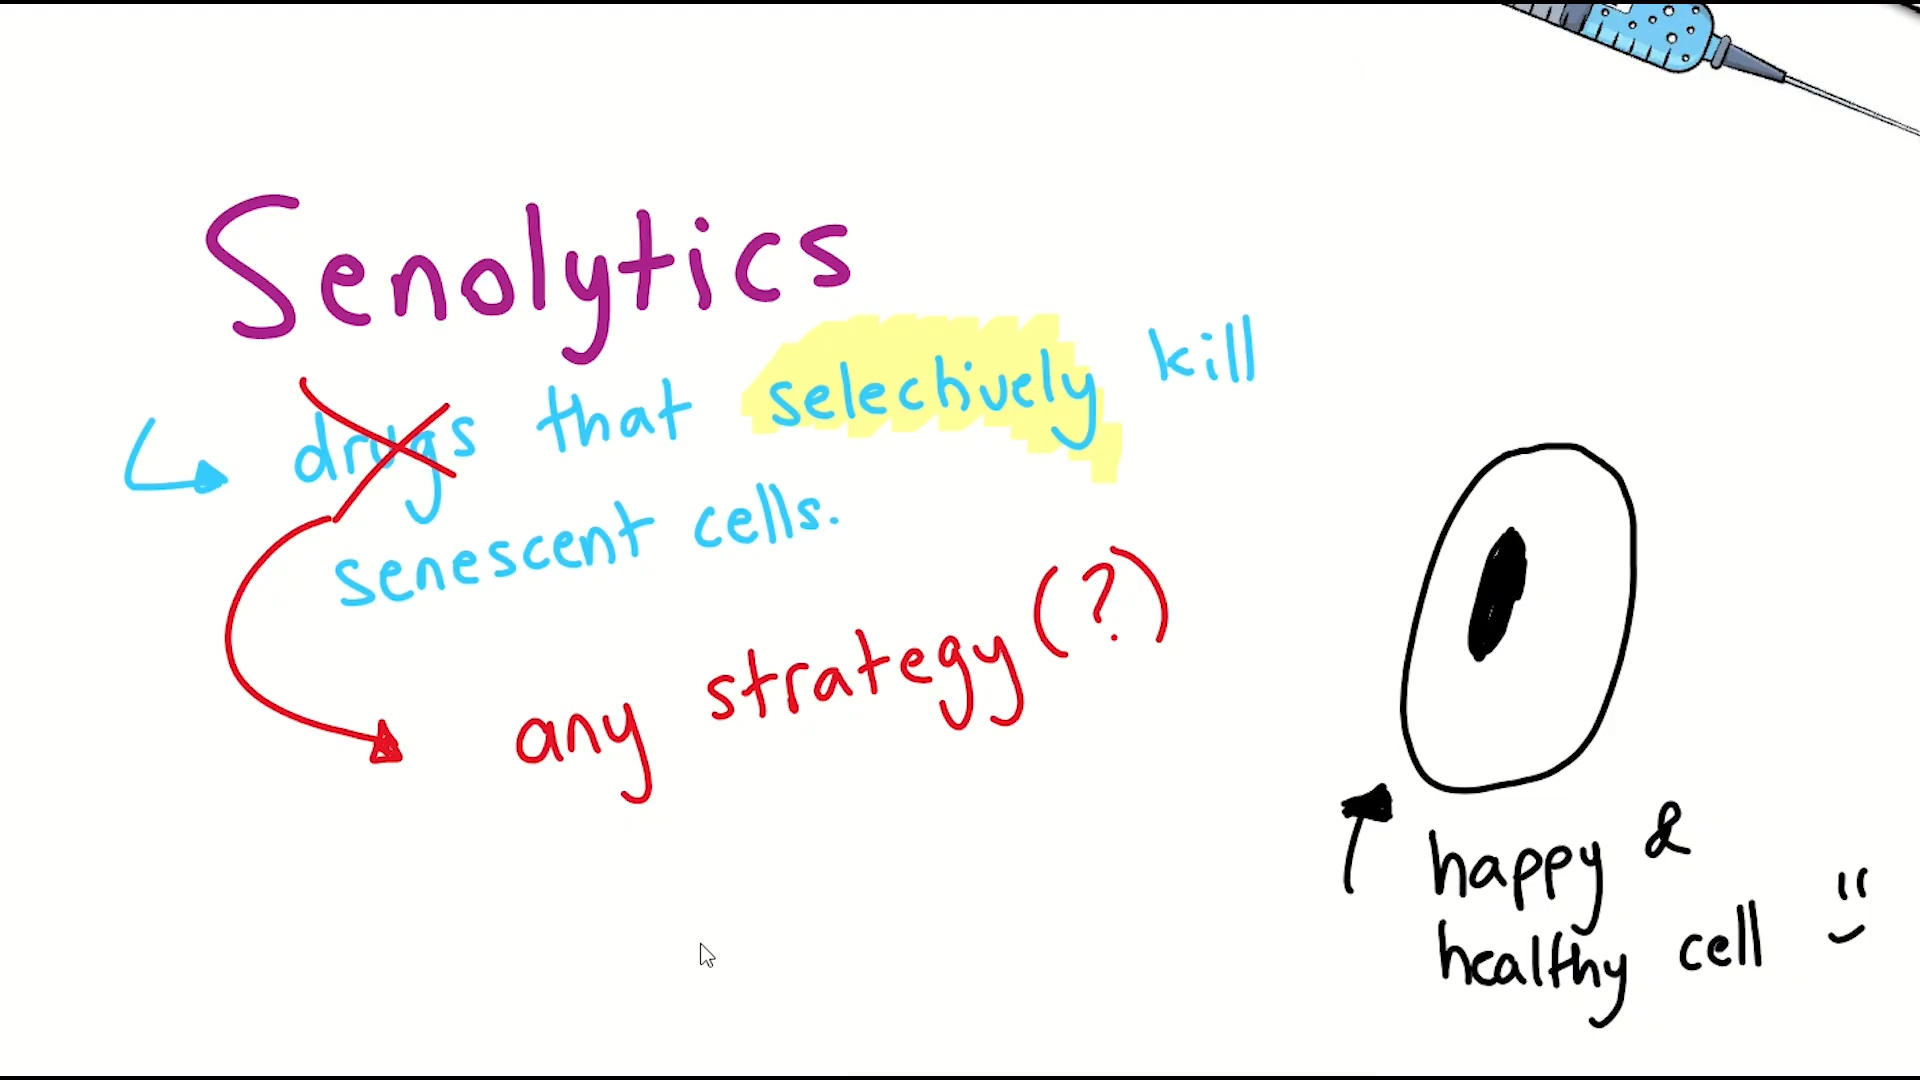 Senolytics
drugs that selectively kill
senescent cells.
any strategy (?)
happy &
healthy cell